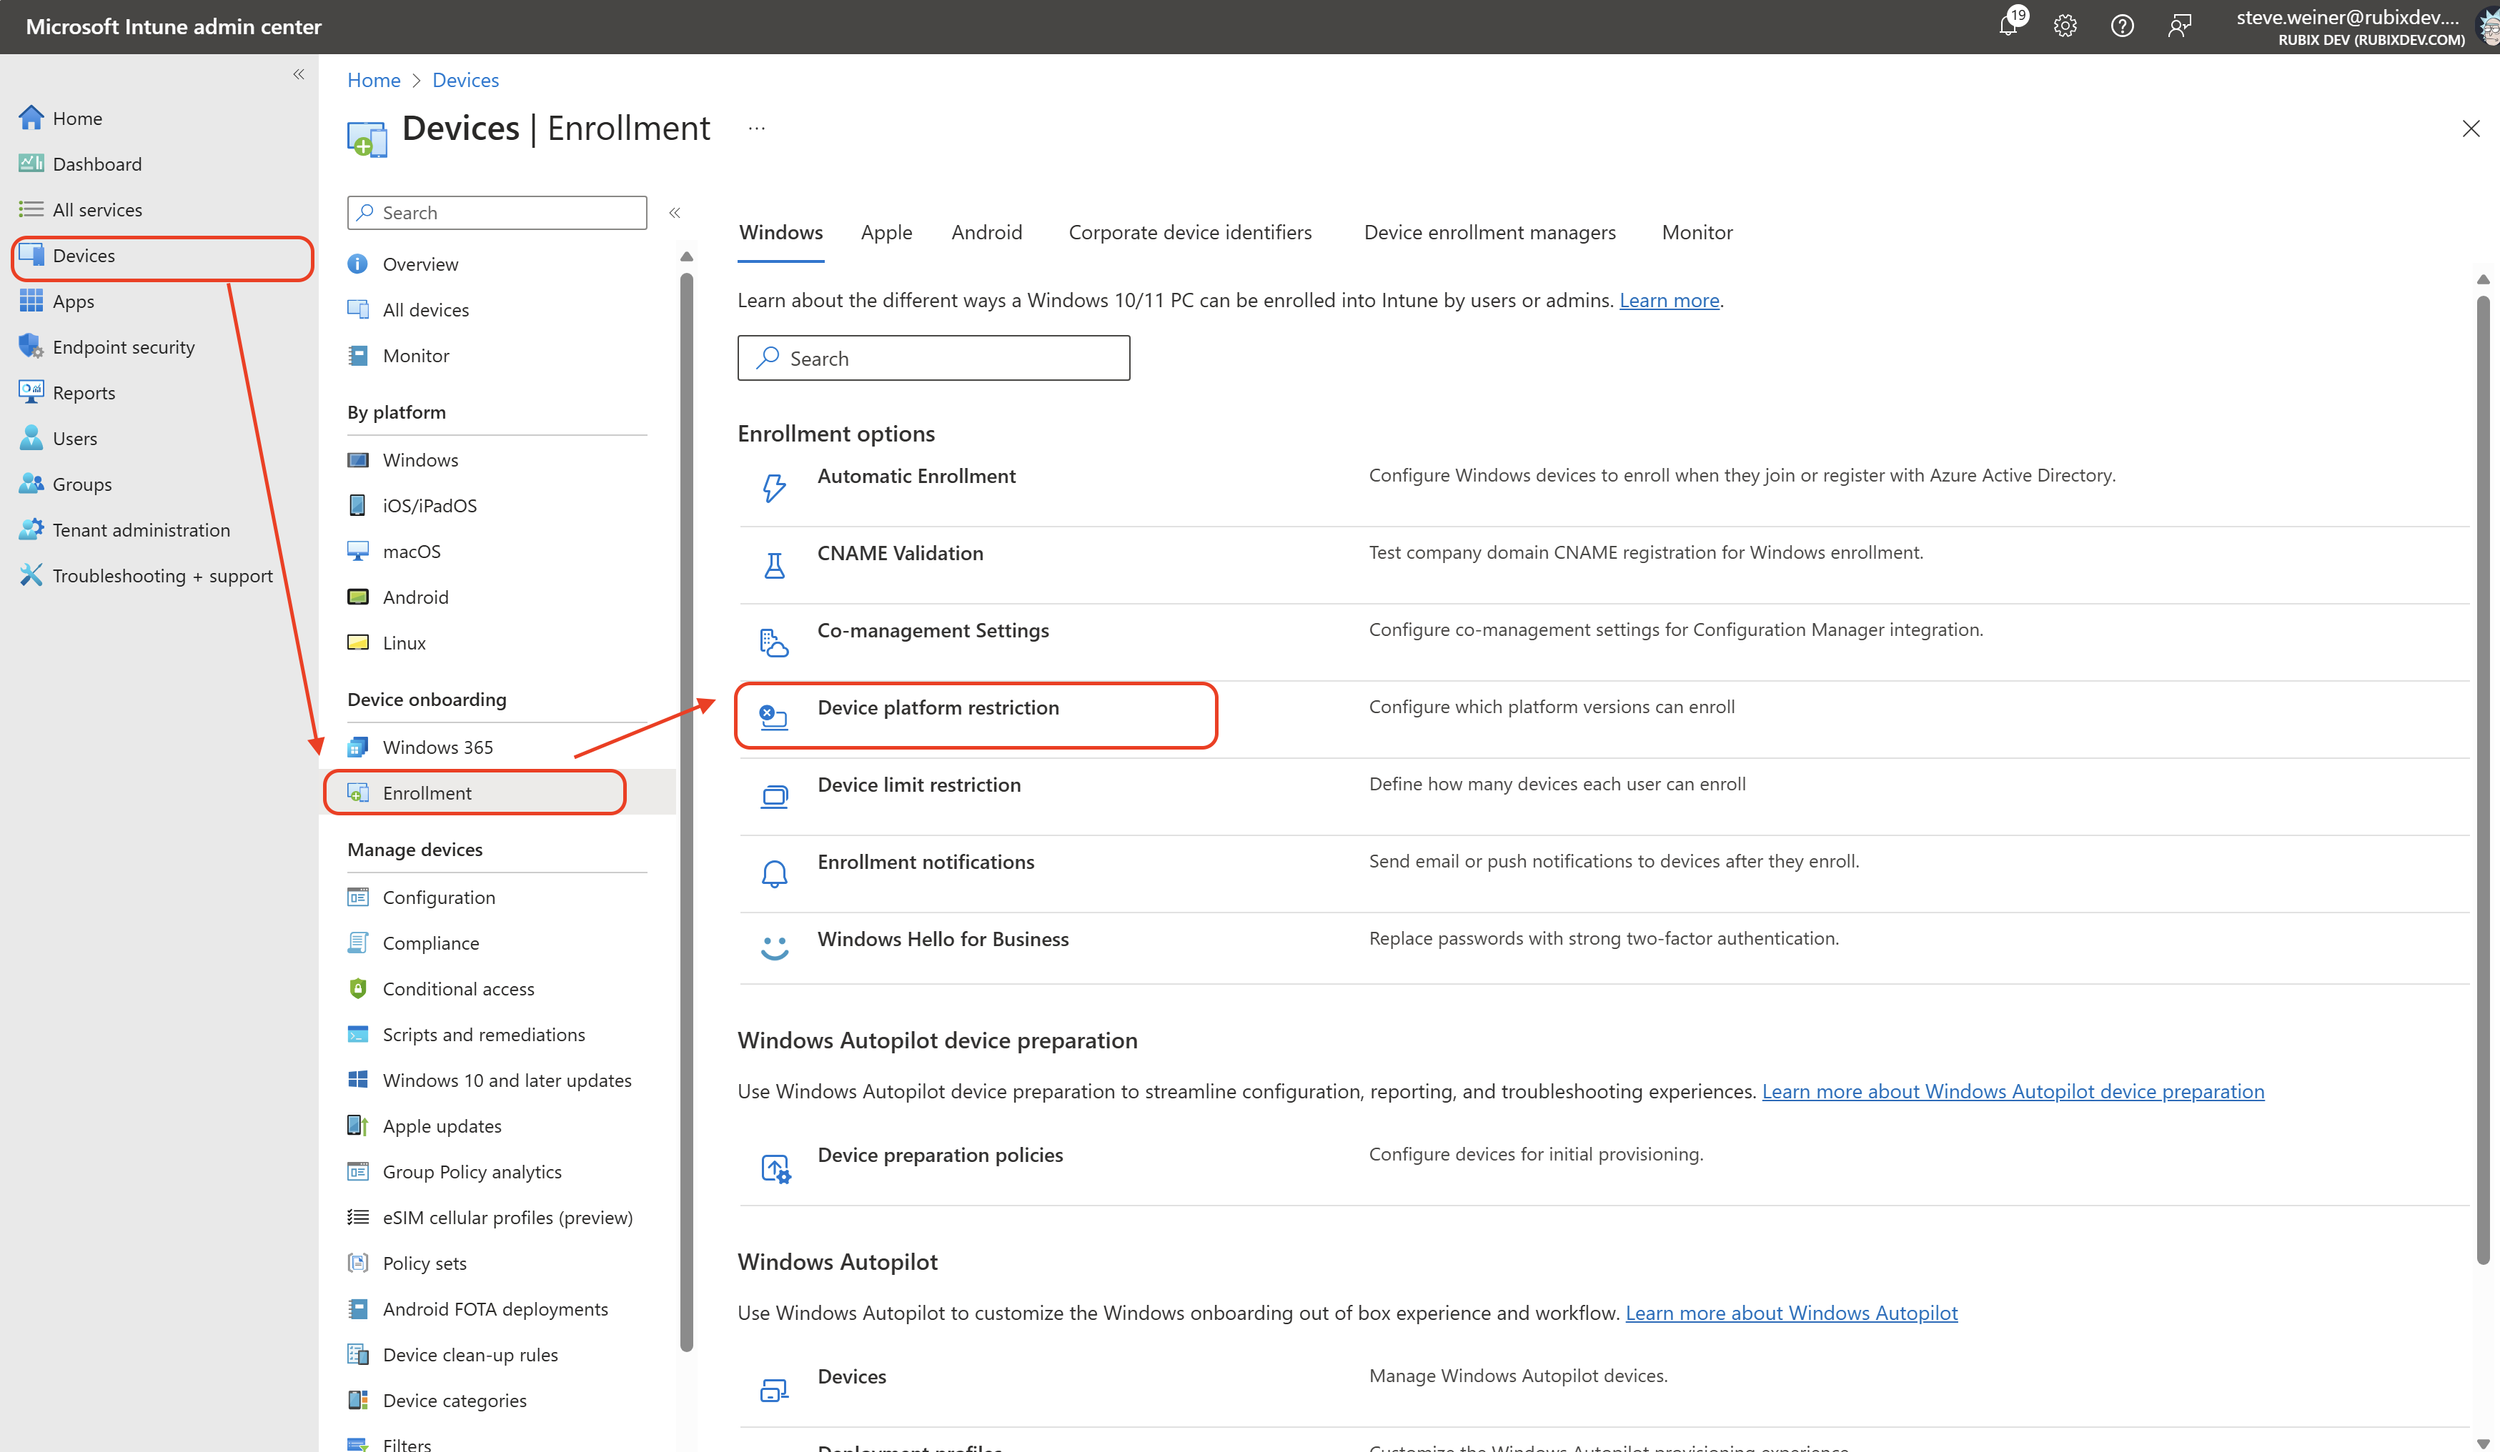 Microsoft Intune admin center
19
steve.weiner@rubixdev....
RUBIX DEV (RUBIXDEV.COM)
Home
Dashboard
All services
Devices
Apps
Endpoint security
Reports
Users
Groups
Tenant administration
Troubleshooting + support
Home > Devices
Devices | Enrollment ...
Search
Overview
All devices
Monitor
By platform
Windows
iOS/iPadOS
macOS
Android
Linux
Device onboarding
Windows 365
Enrollment
Manage devices
Configuration
Compliance
Conditional access
Scripts and remediations
Windows 10 and later updates
Apple updates
Group Policy analytics
eSIM cellular profiles (preview)
Policy sets
Android FOTA deployments
Device clean-up rules
Device categories
Filters
Windows Apple Android Corporate device identifiers Device enrollment managers Monitor
Learn about the different ways a Windows 10/11 PC can be enrolled into Intune by users or admins. Learn more.
Search
Enrollment options
Automatic Enrollment Configure Windows devices to enroll when they join or register with Azure Active Directory.
CNAME Validation Test company domain CNAME registration for Windows enrollment.
Co-management Settings Configure co-management settings for Configuration Manager integration.
Device platform restriction Configure which platform versions can enroll
Device limit restriction Define how many devices each user can enroll
Enrollment notifications Send email or push notifications to devices after they enroll.
Windows Hello for Business Replace passwords with strong two-factor authentication.
Windows Autopilot device preparation
Use Windows Autopilot device preparation to streamline configuration, reporting, and troubleshooting experiences. Learn more about Windows Autopilot device preparation
Device preparation policies Configure devices for initial provisioning.
Windows Autopilot
Use Windows Autopilot to customize the Windows onboarding out of box experience and workflow. Learn more about Windows Autopilot
Devices Manage Windows Autopilot devices.
Deployment profiles Customize the Windows Autopilot provisioning experience.